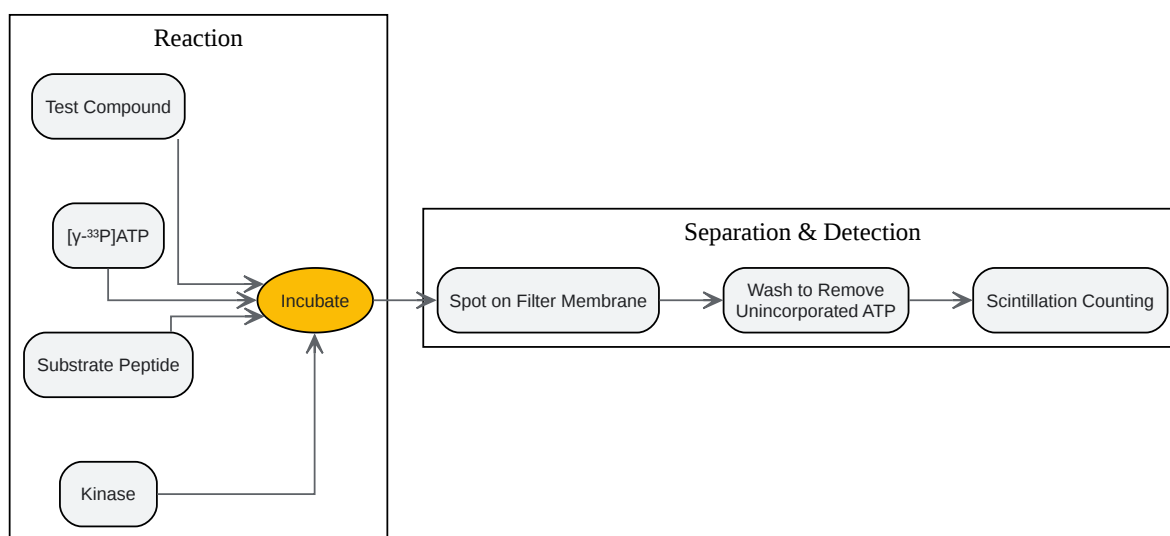 Reaction
Test Compound
[γ-³³P]ATP
Substrate Peptide
Kinase
Incubate
Separation & Detection
Spot on Filter Membrane
Wash to Remove
Unincorporated ATP
Scintillation Counting